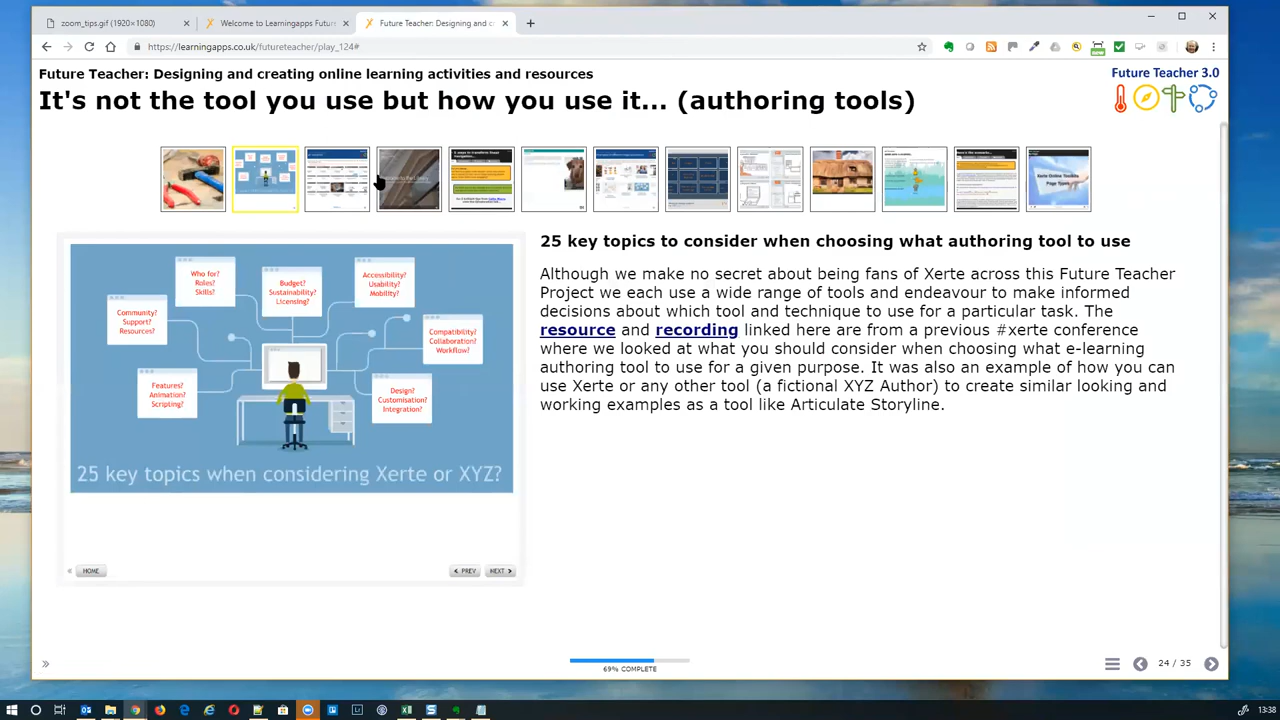 zoom_tips.gif (1920×1080)
Welcome to Learningapps Futur
Future Teacher: Designing and c
https://learningapps.co.uk/futureteacher/play_124#
Future Teacher: Designing and creating online learning activities and resources
Future Teacher 3.0
It's not the tool you use but how you use it... (authoring tools)
Who for?
Roles?
Skills?
Budget?
Sustainability?
Licensing?
Accessibility?
Usability?
Mobility?
Community?
Support?
Resources?
Compatibility?
Collaboration?
Workflow?
Features?
Animation?
Scripting?
Design?
Customisation?
Integration?
25 key topics when considering Xerte or XYZ?
HOME
PREV
NEXT
25 key topics to consider when choosing what authoring tool to use
Although we make no secret about being fans of Xerte across this Future Teacher
Project we each use a wide range of tools and endeavour to make informed
decisions about which tool and technique to use for a particular task. The
resource and recording linked here are from a previous #xerte conference
where we looked at what you should consider when choosing what e-learning
authoring tool to use for a given purpose. It was also an example of how you can
use Xerte or any other tool (a fictional XYZ Author) to create similar looking and
working examples as a tool like Articulate Storyline.
69% COMPLETE
24 / 35
13:38